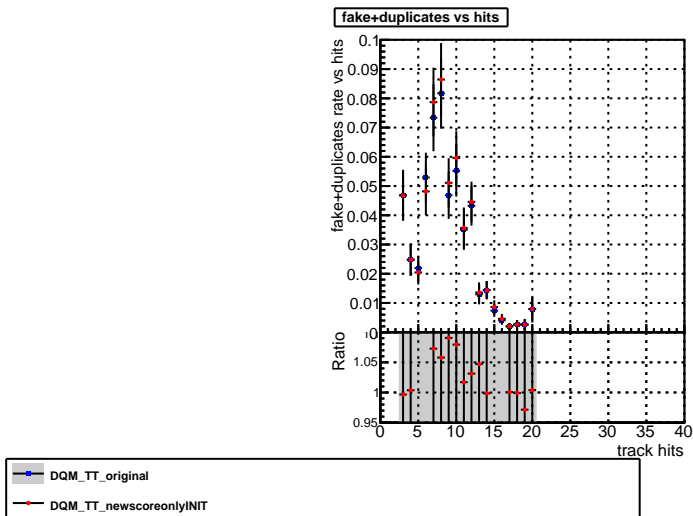 fake+duplicates vs hits
fake+duplicates rate vs hits
0.1
0.09
0.08
0.07
0.06
0.05
0.04
0.03
0.02
0.01
0
Ratio
1.05
1
0.95
0 5 10 15 20 25 30 35 40
track hits
DQM_TT_original
DQM_TT_newscoreonlyINIT